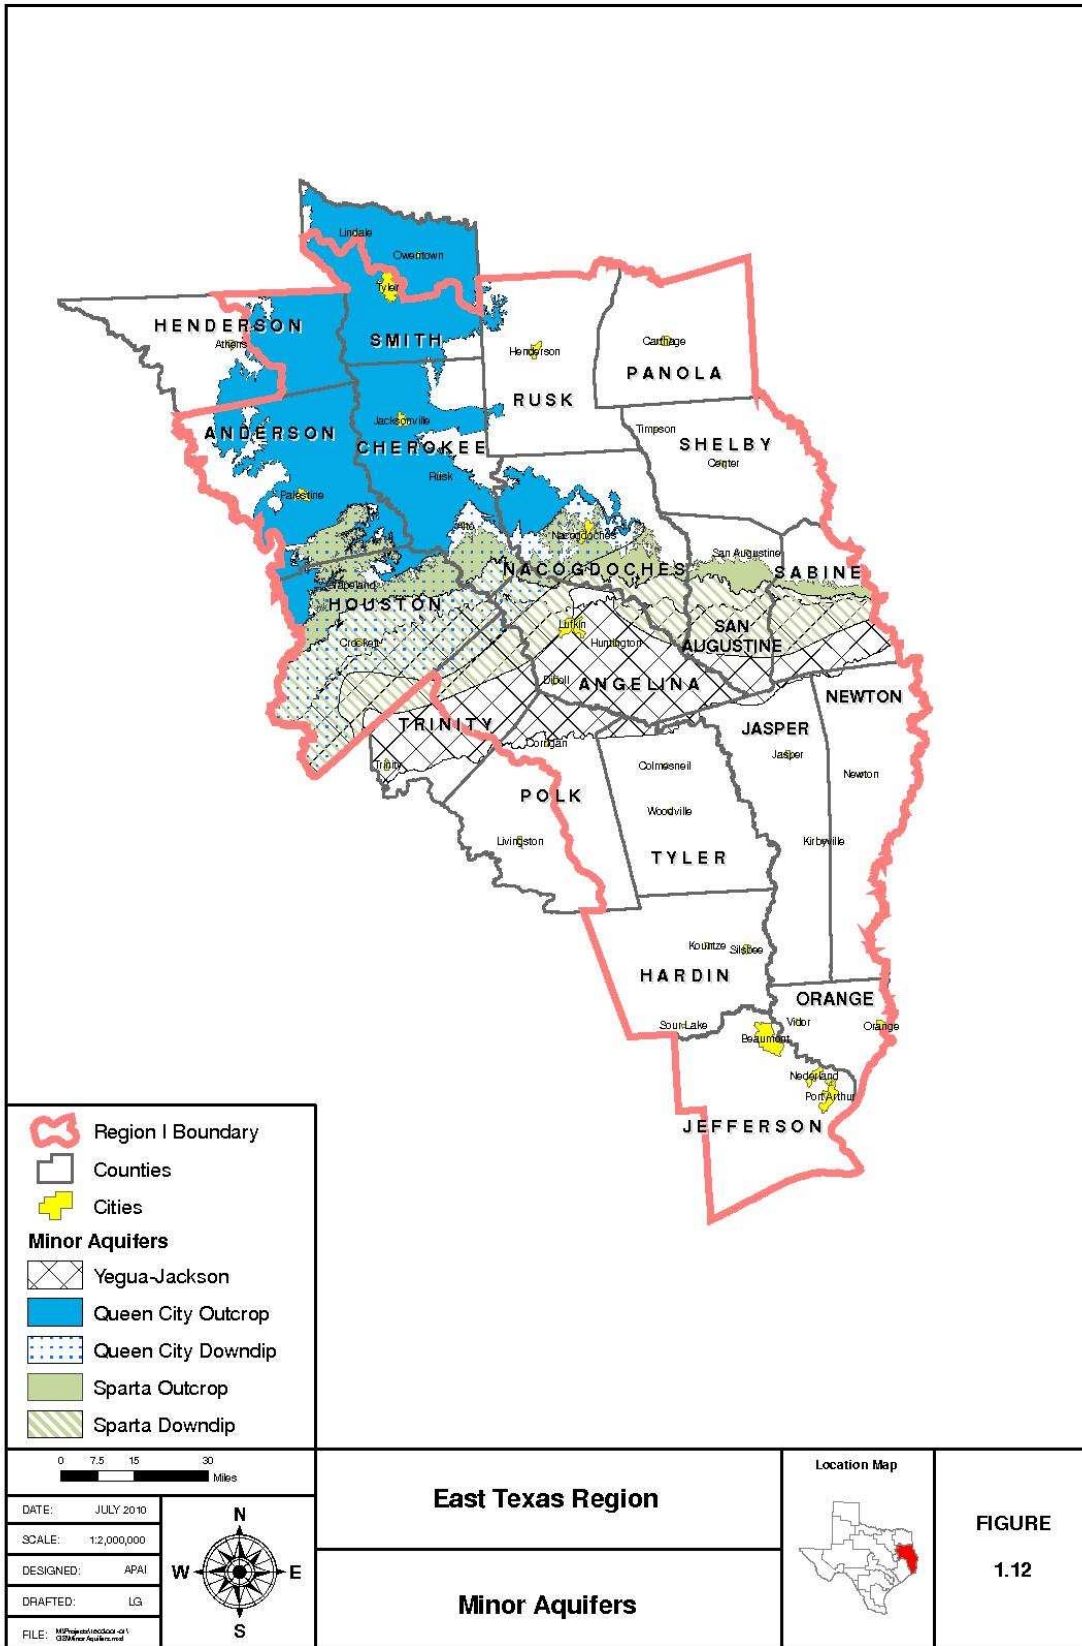 Lindale
Owentown
Tyler
HENDERSON
Athens
SMITH
Henderson
Carthage
PANOLA
RUSK
Jacksonville
ANDERSON
CHEROKEE
Timpson
SHELBY
Center
Rusk
Palestine
Alto
Nacogdoches
San Augustine
NACOGDOCHES
SABINE
Grapeland
HOUSTON
Lufkin
SAN
AUGUSTINE
Crockett
Huntington
Diboll
ANGELINA
NEWTON
TRINITY
JASPER
Corrigan
Jasper
Trinity
Colmesneil
Newton
POLK
Woodville
Livingston
Kirbyville
TYLER
Kountze
Silsbee
HARDIN
ORANGE
Sour Lake
Vidor
Orange
Beaumont
Nederland
Port Arthur
JEFFERSON
Region I Boundary
Counties
Cities
Minor Aquifers
Yegua-Jackson
Queen City Outcrop
Queen City Downdip
Sparta Outcrop
Sparta Downdip
0 7.5 15 30
Miles
DATE: JULY 2010
SCALE: 1:2,000,000
DESIGNED: APAI
DRAFTED: LG
FILE:
N
W E
S
East Texas Region
Minor Aquifers
Location Map
FIGURE
1.12